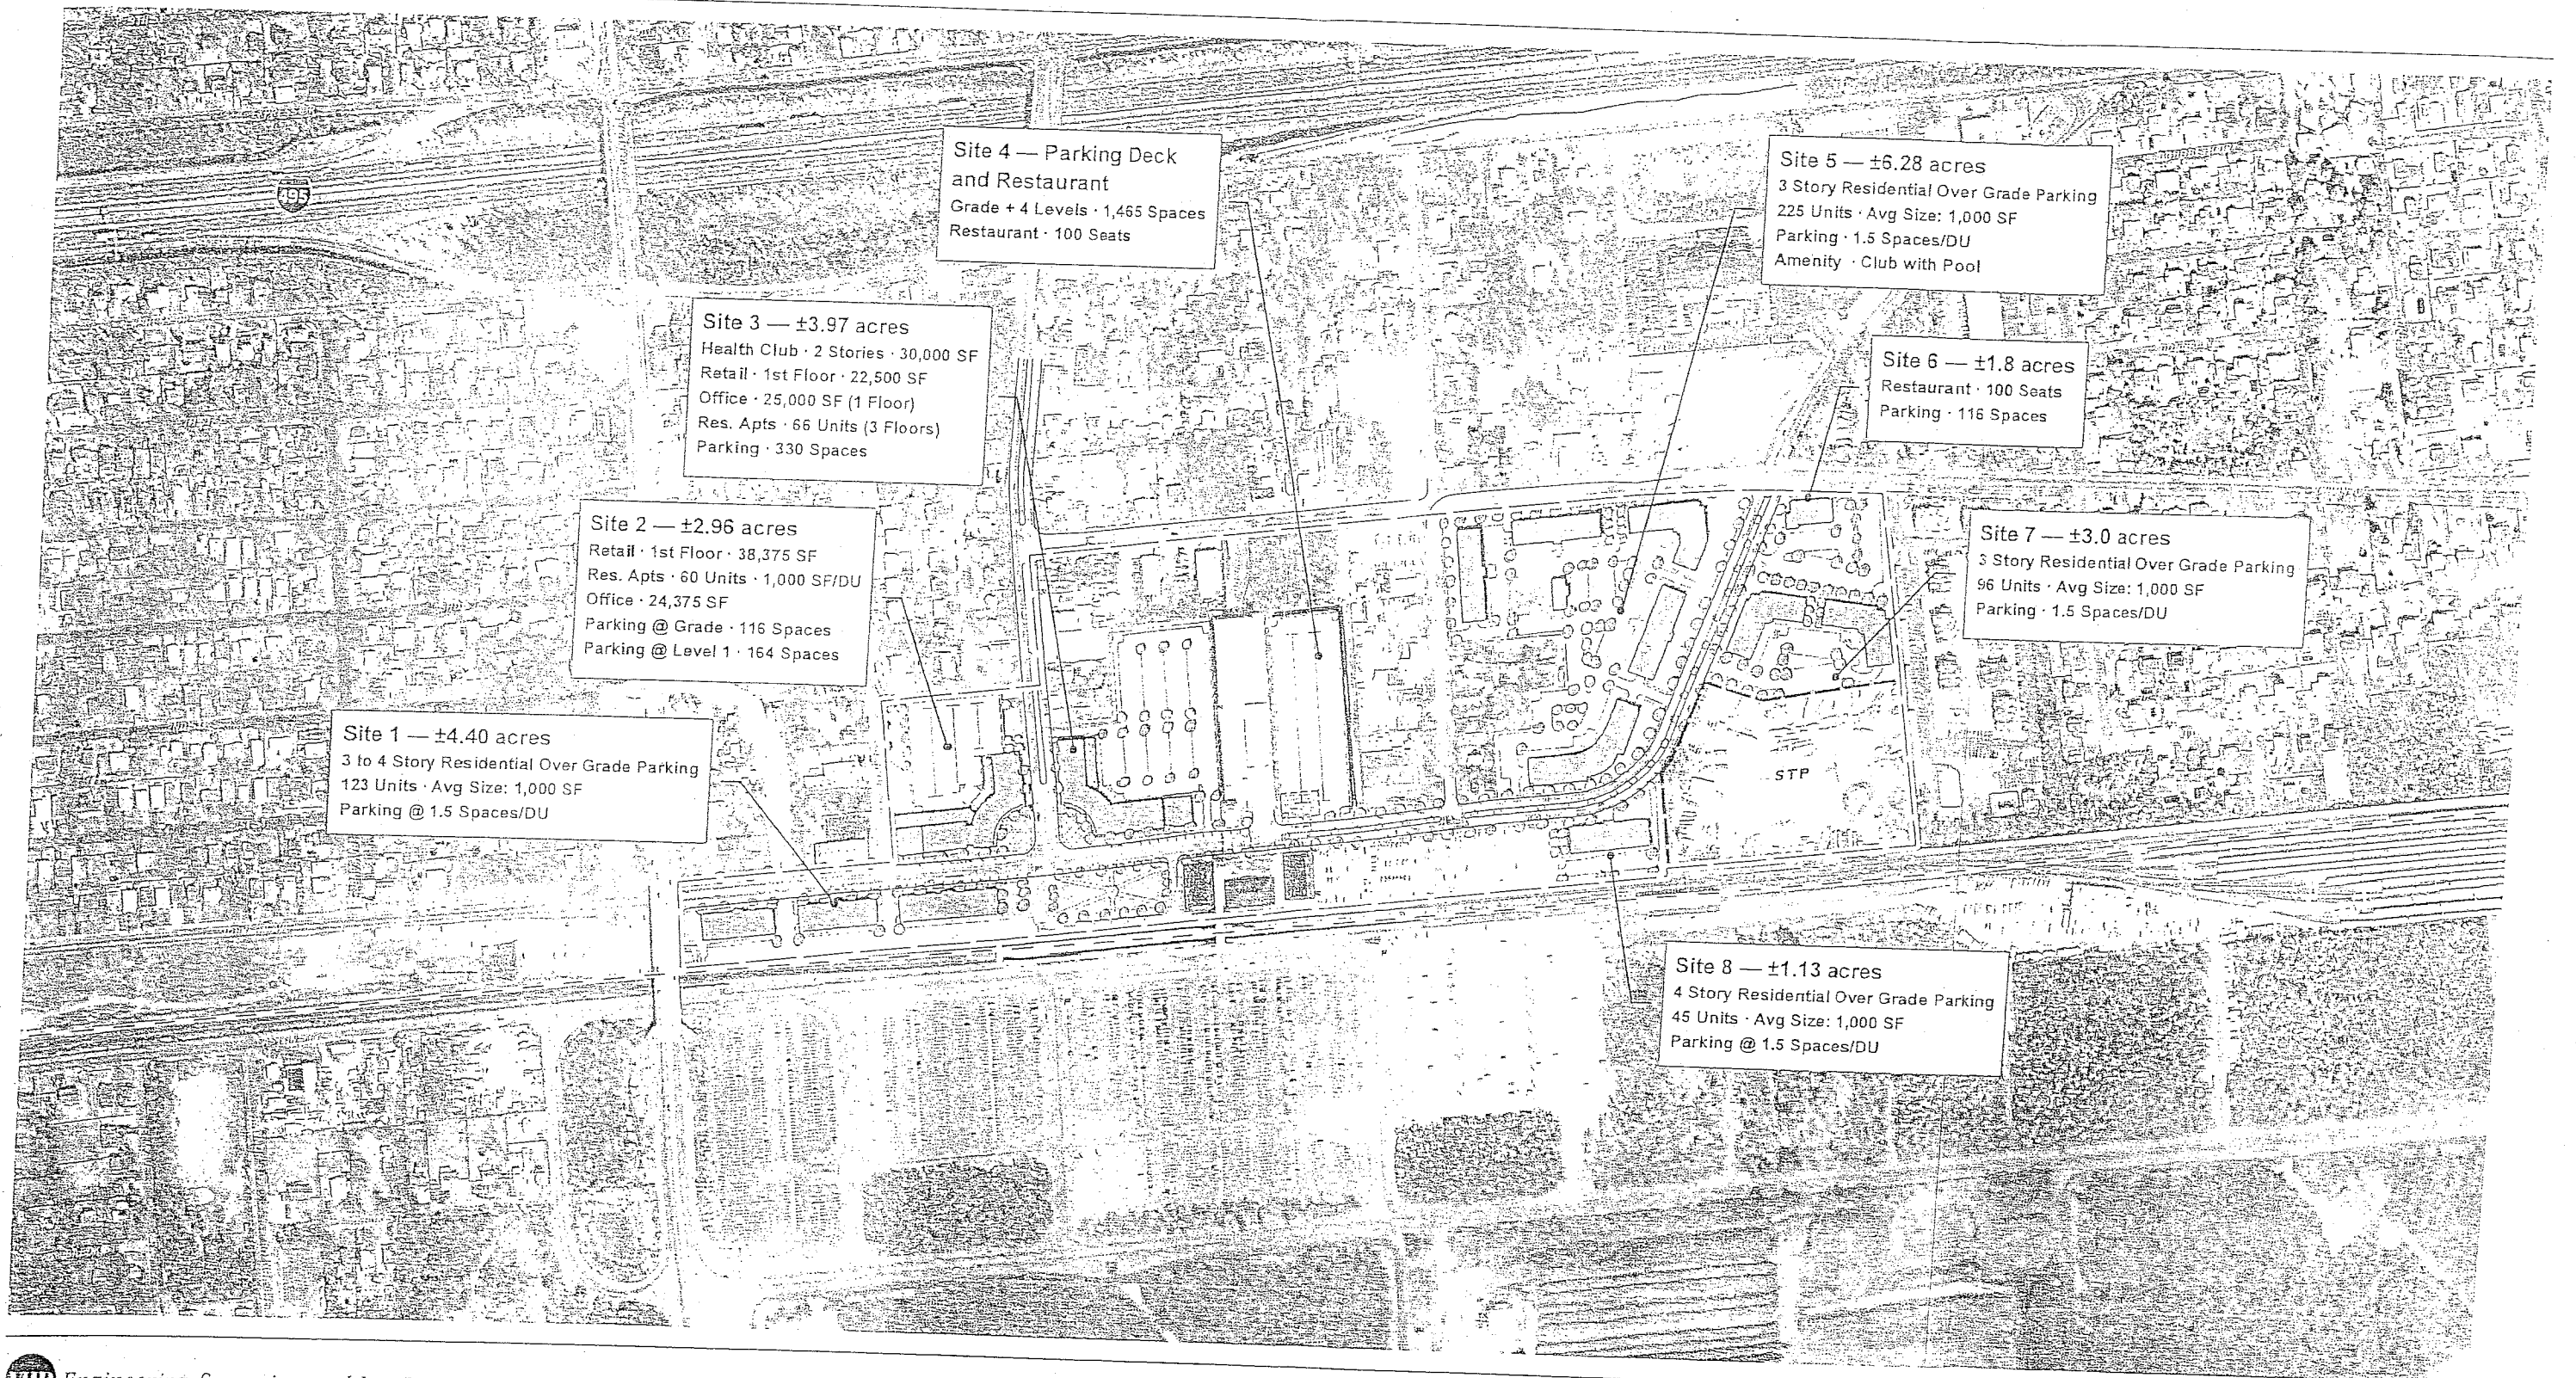 95
Site 4 — Parking Deck
and Restaurant
Grade + 4 Levels · 1,465 Spaces
Restaurant · 100 Seats
Site 5 — ±6.28 acres
3 Story Residential Over Grade Parking
225 Units · Avg Size: 1,000 SF
Parking · 1.5 Spaces/DU
Amenity · Club with Pool
Site 3 — ±3.97 acres
Health Club · 2 Stories · 30,000 SF
Retail · 1st Floor · 22,500 SF
Office · 25,000 SF (1 Floor)
Res. Apts · 66 Units (3 Floors)
Parking · 330 Spaces
Site 6 — ±1.8 acres
Restaurant · 100 Seats
Parking · 116 Spaces
Site 2 — ±2.96 acres
Retail · 1st Floor · 38,375 SF
Res. Apts · 60 Units · 1,000 SF/DU
Office · 24,375 SF
Parking @ Grade · 116 Spaces
Parking @ Level 1 · 164 Spaces
Site 7 — ±3.0 acres
3 Story Residential Over Grade Parking
96 Units · Avg Size: 1,000 SF
Parking · 1.5 Spaces/DU
Site 1 — ±4.40 acres
3 to 4 Story Residential Over Grade Parking
123 Units · Avg Size: 1,000 SF
Parking @ 1.5 Spaces/DU
STP
Site 8 — ±1.13 acres
4 Story Residential Over Grade Parking
45 Units · Avg Size: 1,000 SF
Parking @ 1.5 Spaces/DU